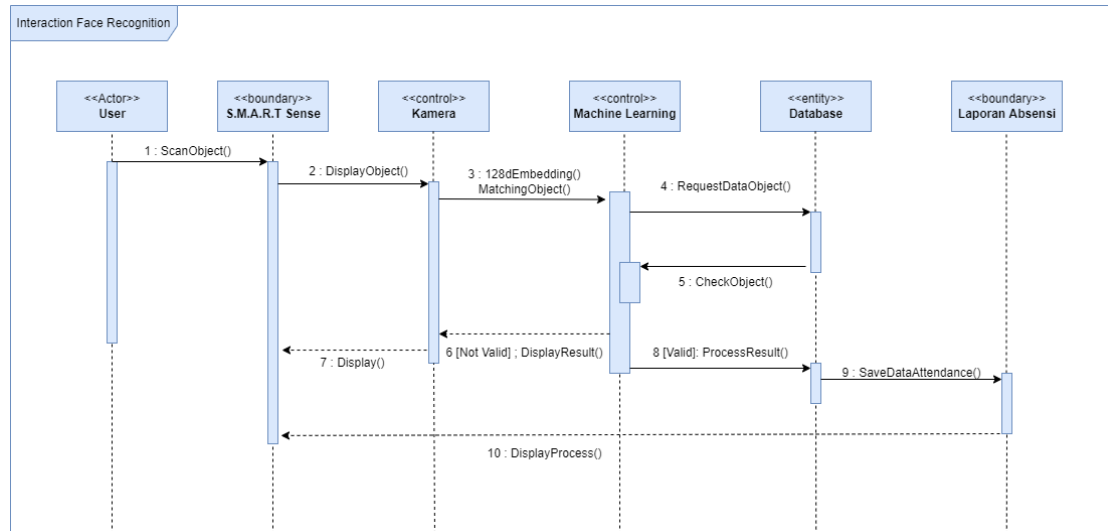 Interaction Face Recognition
<<Actor>>
User
<<boundary>>
S.M.A.R.T Sense
<<control>>
Kamera
<<control>>
Machine Learning
<<entity>>
Database
<<boundary>>
Laporan Absensi
1 : ScanObject()
2 : DisplayObject()
3 : 128dEmbedding()
MatchingObject()
4 : RequestDataObject()
5 : CheckObject()
6 [Not Valid] ; DisplayResult()
7 : Display()
8 [Valid]: ProcessResult()
9 : SaveDataAttendance()
10 : DisplayProcess()